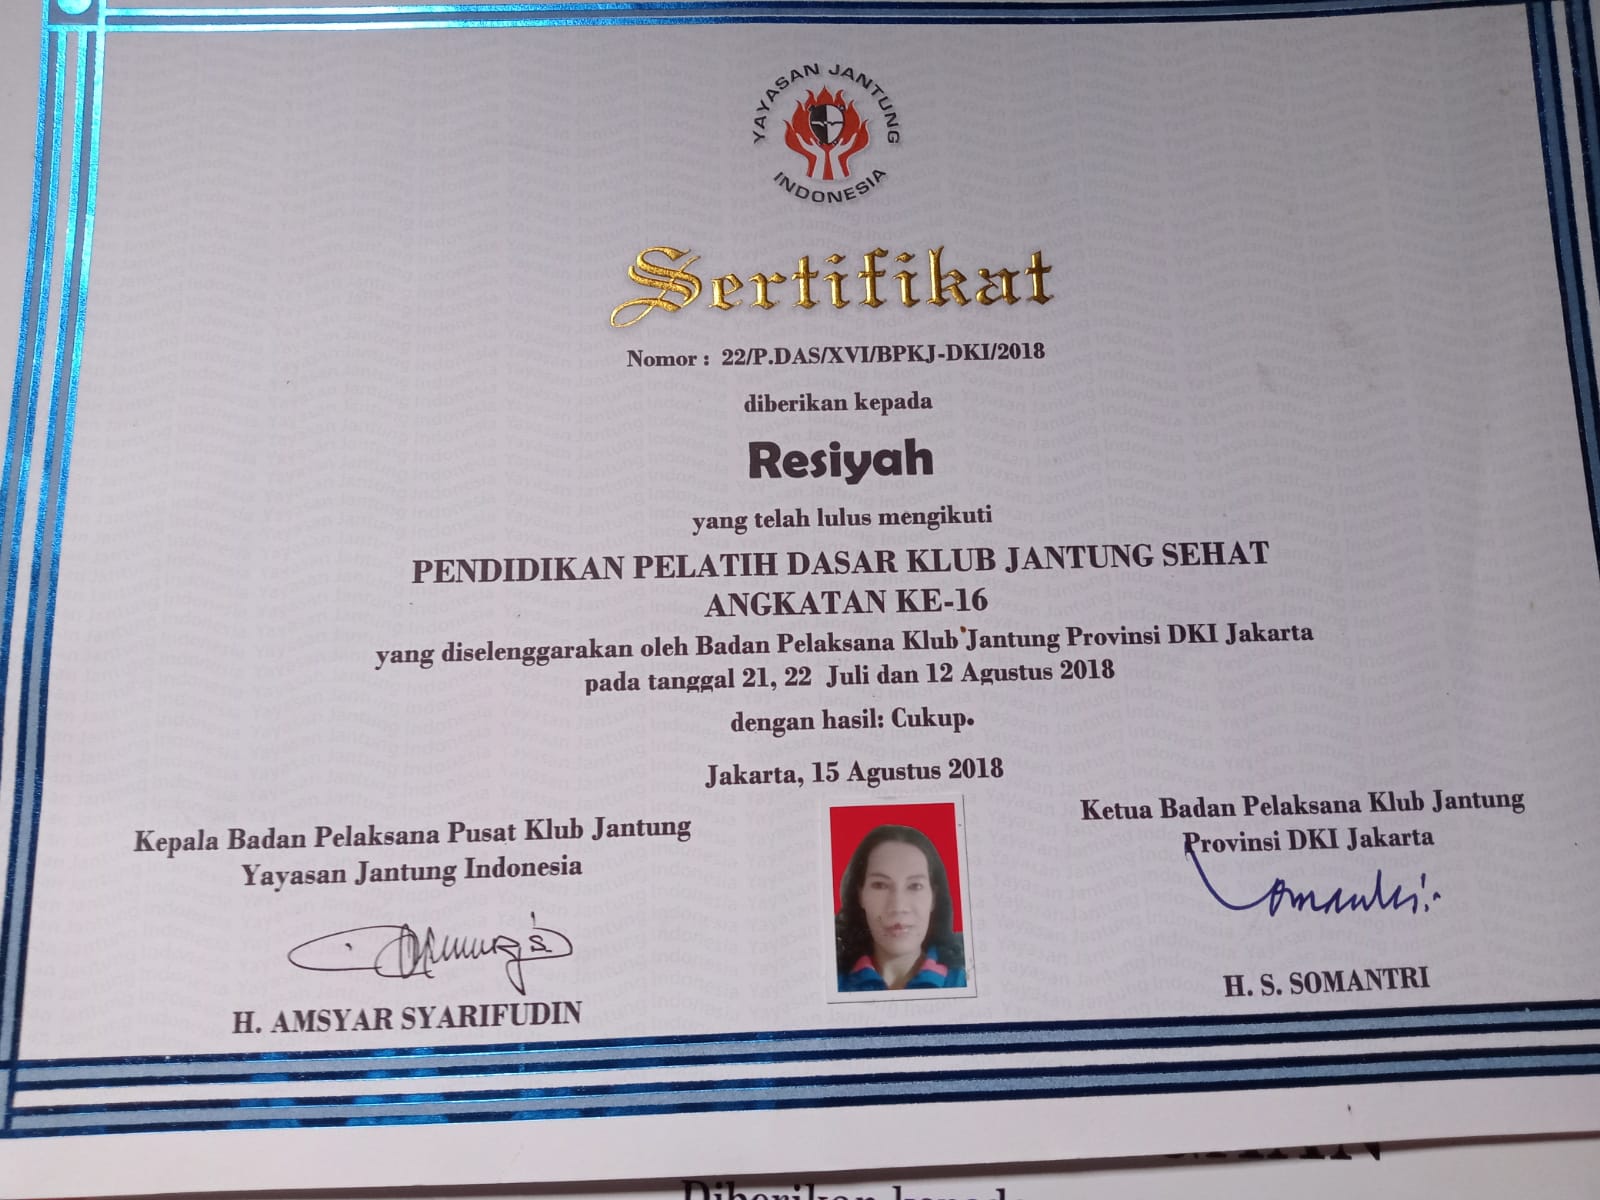 YAYASAN JANTUNG
INDONESIA
Sertifikat
Nomor : 22/P.DAS/XVI/BPKJ-DKI/2018
diberikan kepada
Resiyah
yang telah lulus mengikuti
PENDIDIKAN PELATIH DASAR KLUB JANTUNG SEHAT
ANGKATAN KE-16
yang diselenggarakan oleh Badan Pelaksana Klub Jantung Provinsi DKI Jakarta
pada tanggal 21, 22 Juli dan 12 Agustus 2018
dengan hasil: Cukup.
Jakarta, 15 Agustus 2018
Kepala Badan Pelaksana Pusat Klub Jantung
Yayasan Jantung Indonesia
H. AMSYAR SYARIFUDIN
Ketua Badan Pelaksana Klub Jantung
Provinsi DKI Jakarta
H. S. SOMANTRI
Diberikan kepada